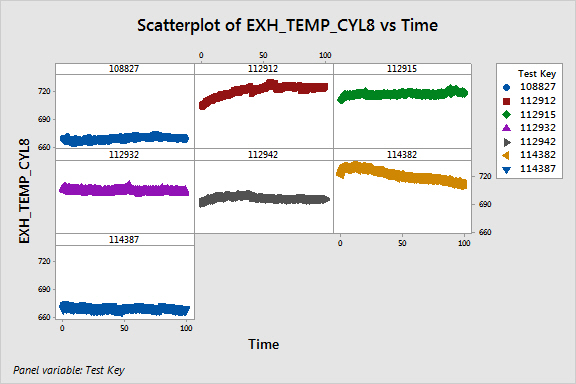 Scatterplot of EXH_TEMP_CYL8 vs Time
0 50 100
108827 112912 112915
720
690
660
112932 112942 114382
720
690
660
114387
0 50 100
720
690
660
0 50 100
EXH_TEMP_CYL8
Time
Test Key
108827
112912
112915
112932
112942
114382
114387
Panel variable: Test Key